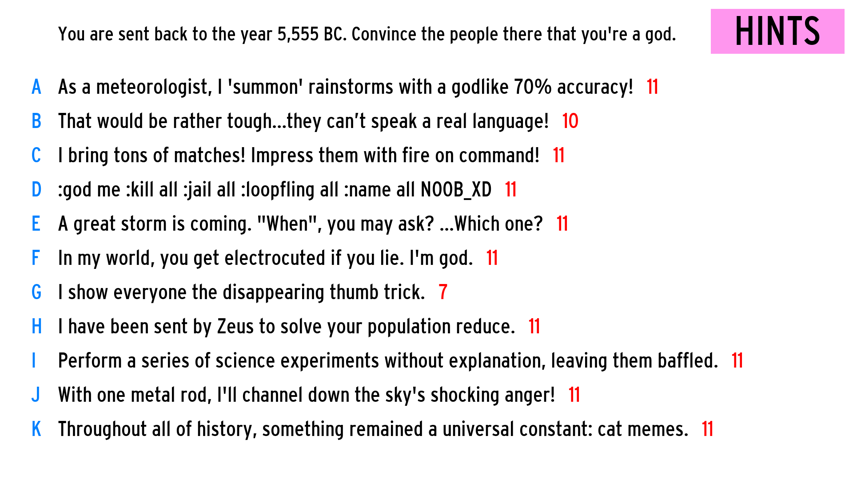 You are sent back to the year 5,555 BC. Convince the people there that you're a god.
HINTS
A As a meteorologist, I 'summon' rainstorms with a godlike 70% accuracy! 11
B That would be rather tough...they can’t speak a real language! 10
C I bring tons of matches! Impress them with fire on command! 11
D :god me :kill all :jail all :loopfling all :name all NOOB_XD 11
E A great storm is coming. "When", you may ask? ...Which one? 11
F In my world, you get electrocuted if you lie. I'm god. 11
G I show everyone the disappearing thumb trick. 7
H I have been sent by Zeus to solve your population reduce. 11
I Perform a series of science experiments without explanation, leaving them baffled. 11
J With one metal rod, I'll channel down the sky's shocking anger! 11
K Throughout all of history, something remained a universal constant: cat memes. 11